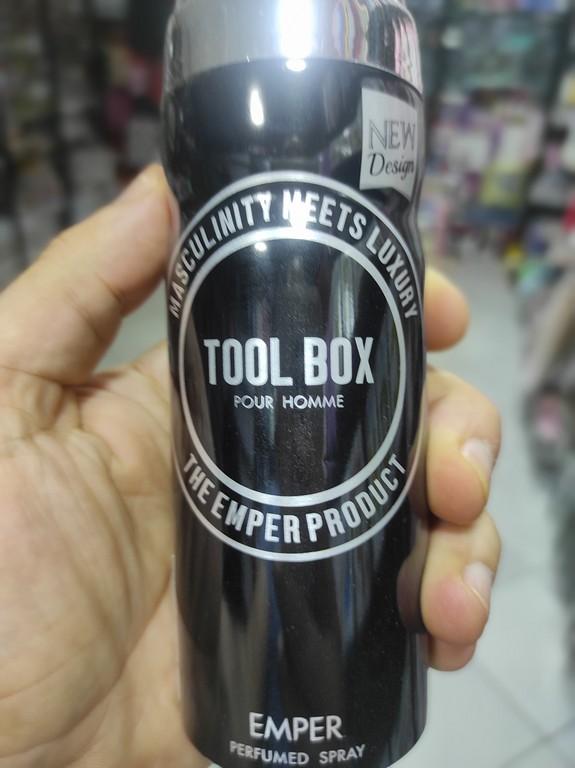 NEW
Design
MASCULINITY MEETS LUXURY
TOOL BOX
POUR HOMME
THE EMPER PRODUCT
EMPER
PERFUMED SPRAY